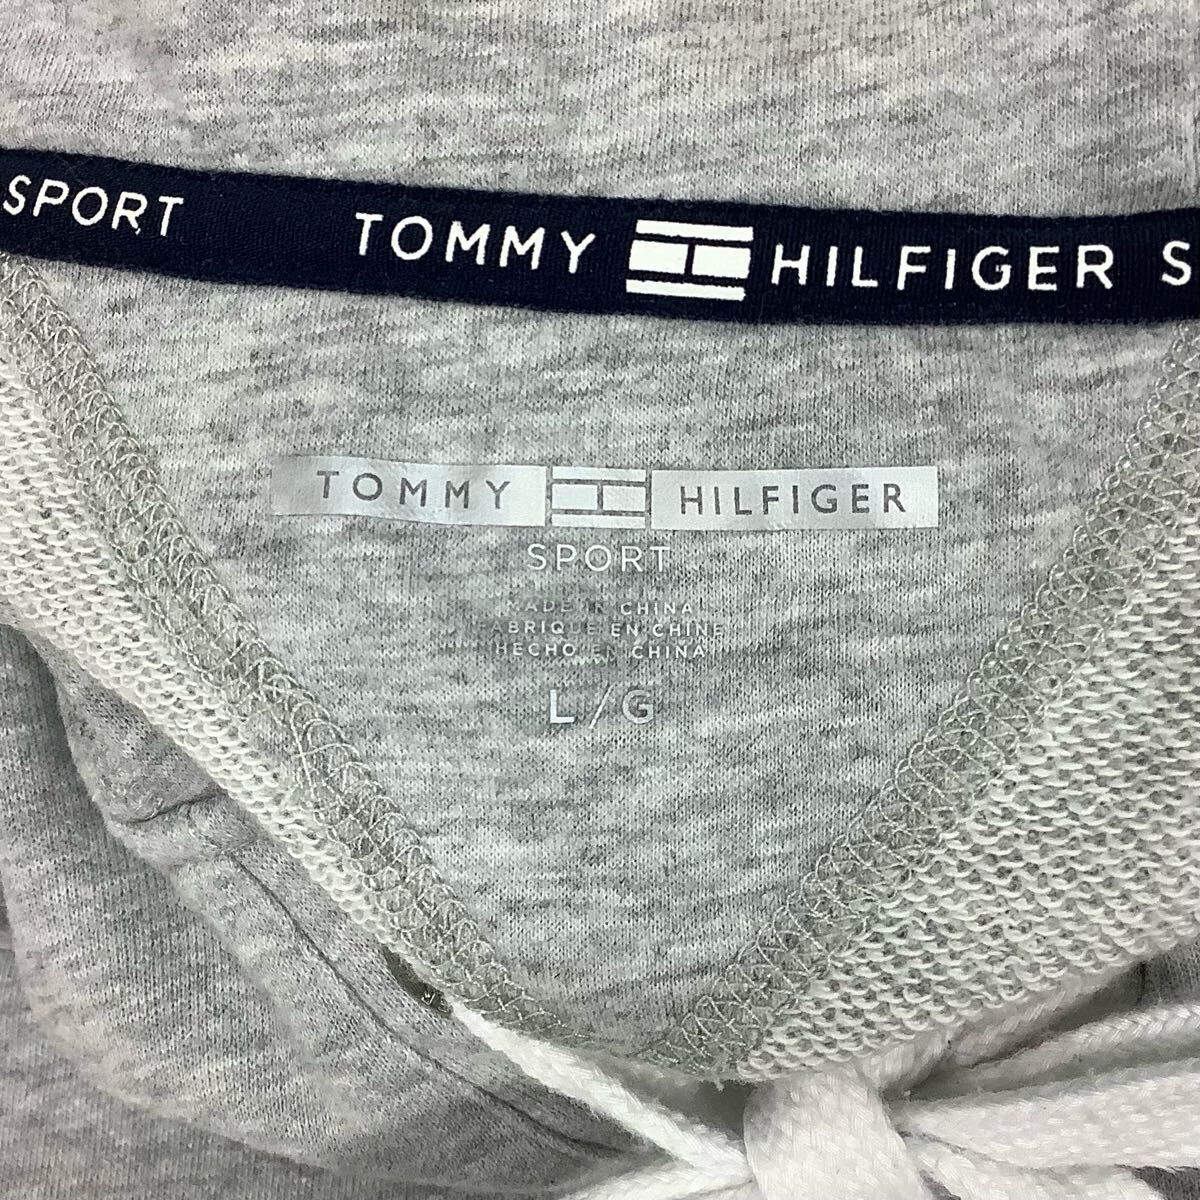 SPORT TOMMY HILFIGER S
TOMMY HILFIGER
SPORT
MADE IN CHINA
FABRIQUE EN CHINE
HECHO EN CHINA
L/G